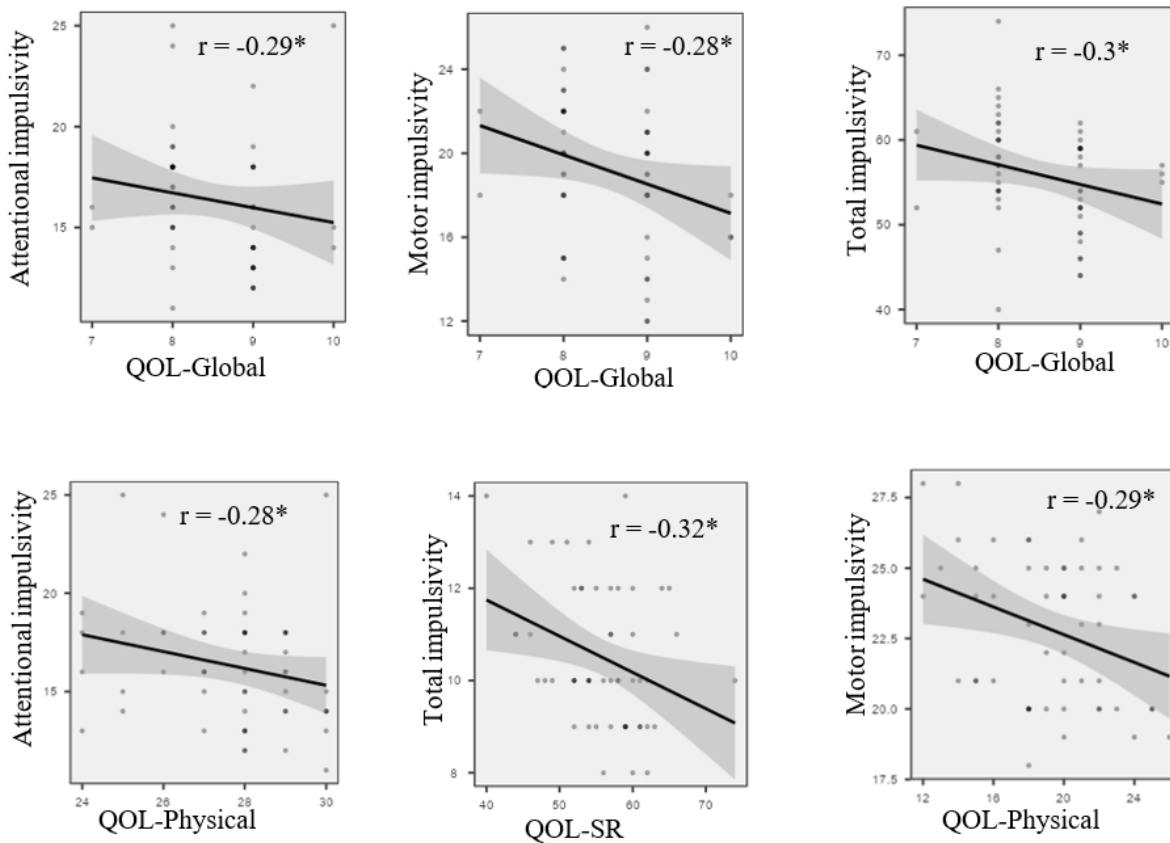 Attentional impulsivity
25
20
15
r = -0.29*
7 8 9 10
QOL-Global
Motor impulsivity
24
20
16
12
r = -0.28*
7 8 9 10
QOL-Global
Total impulsivity
70
60
50
40
r = -0.3*
7 8 9 10
QOL-Global
Attentional impulsivity
25
20
15
r = -0.28*
24 26 28 30
QOL-Physical
Total impulsivity
14
12
10
8
r = -0.32*
40 50 60 70
QOL-SR
Motor impulsivity
27.5
25.0
22.5
20.0
17.5
r = -0.29*
12 16 20 24
QOL-Physical